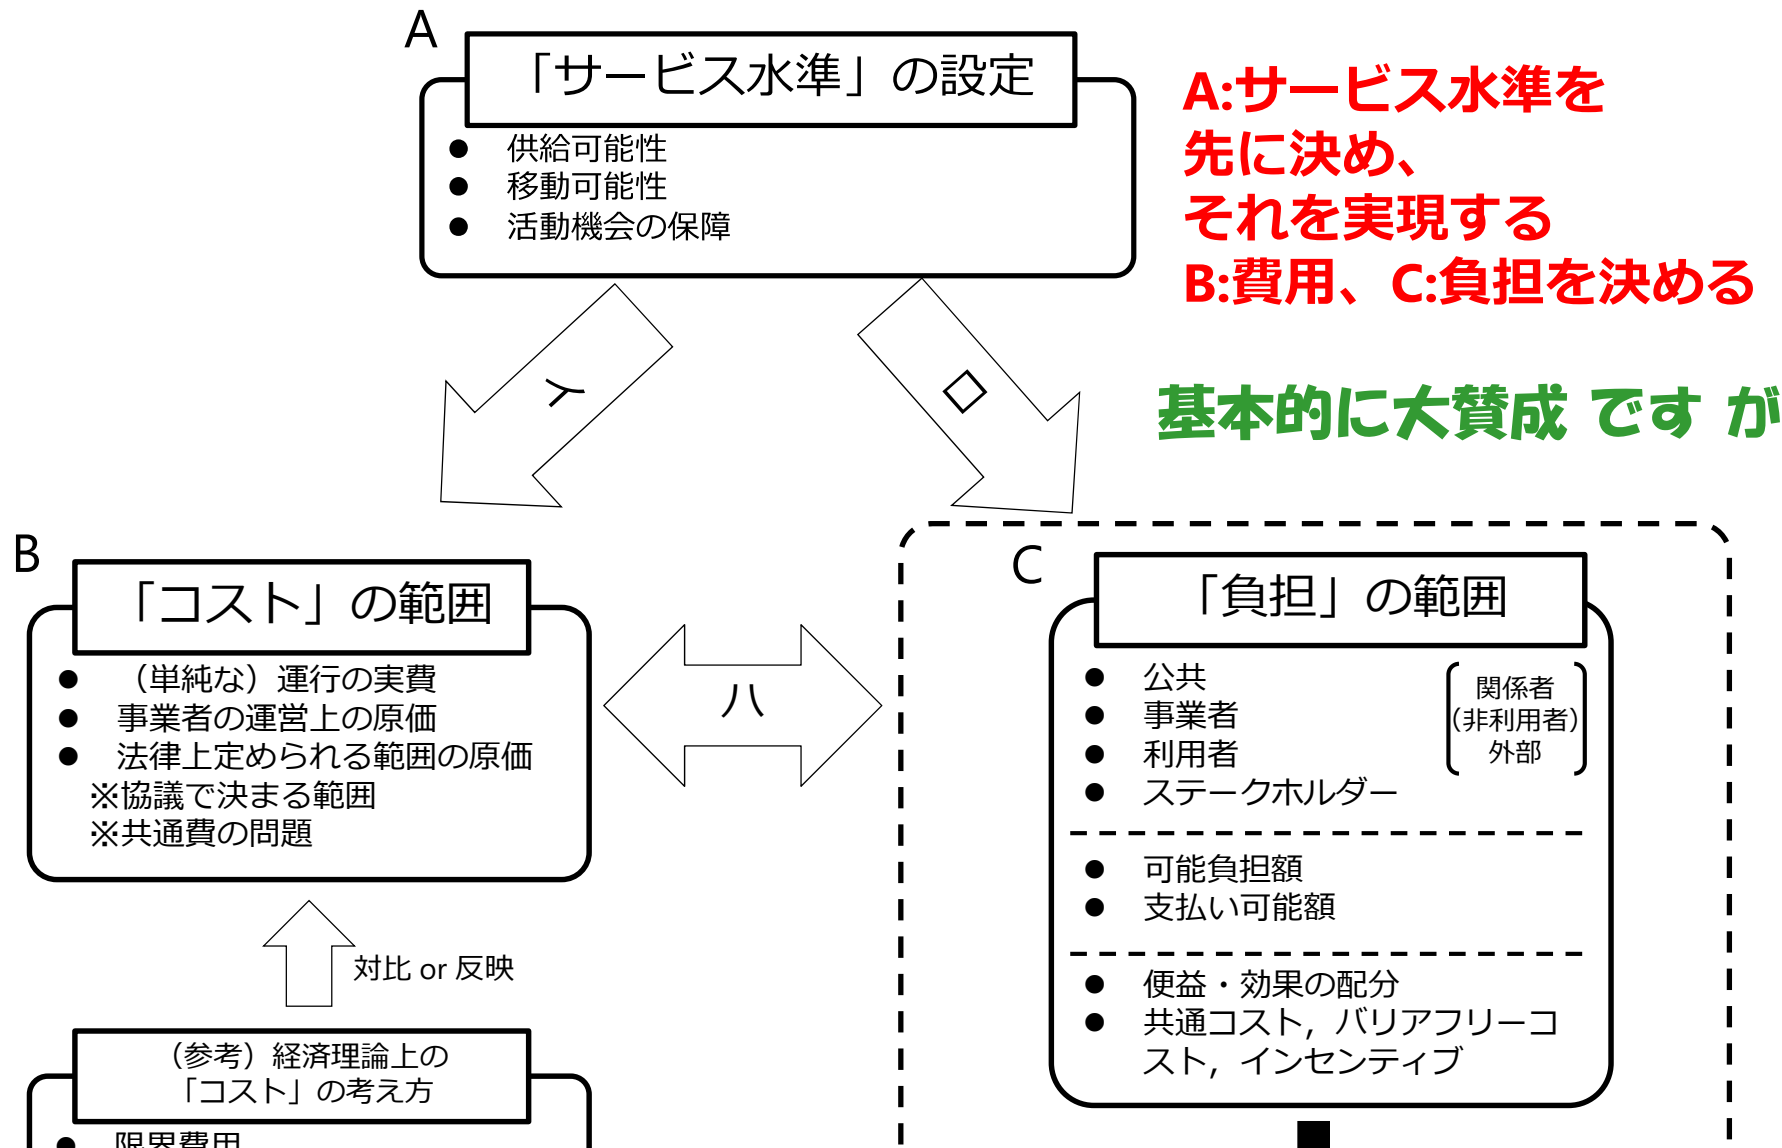 A
「サービス水準」の設定
● 供給可能性
● 移動可能性
● 活動機会の保障
A:サービス水準を
先に決め、
それを実現する
B:費用、C:負担を決める
基本的に大賛成 です が
イ
ロ
B
「コスト」の範囲
● （単純な）運行の実費
● 事業者の運営上の原価
● 法律上定められる範囲の原価
※協議で決まる範囲
※共通費の問題
ハ
C
「負担」の範囲
● 公共
● 事業者
● 利用者
● ステークホルダー
関係者
（非利用者）
外部
● 可能負担額
● 支払い可能額
● 便益・効果の配分
● 共通コスト，バリアフリーコ
スト，インセンティブ
対比 or 反映
（参考）経済理論上の
「コスト」の考え方
● 限界費用